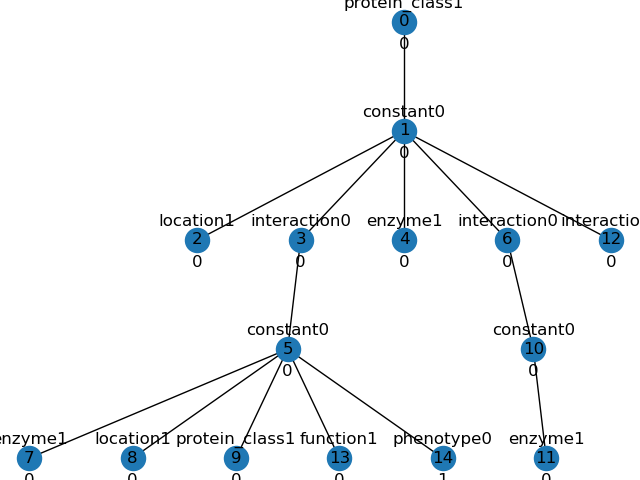 protein_class1
0
0
constant0
1
0
location1 interaction0 enzyme1 interaction0
2 3 4 6 12
0 0 0 0 0
constant0 constant0
5 10
0 0
enzyme1 location1 protein_class1 function1 phenotype0 enzyme1
7 8 9 13 14 11
0 0 0 0 1 0